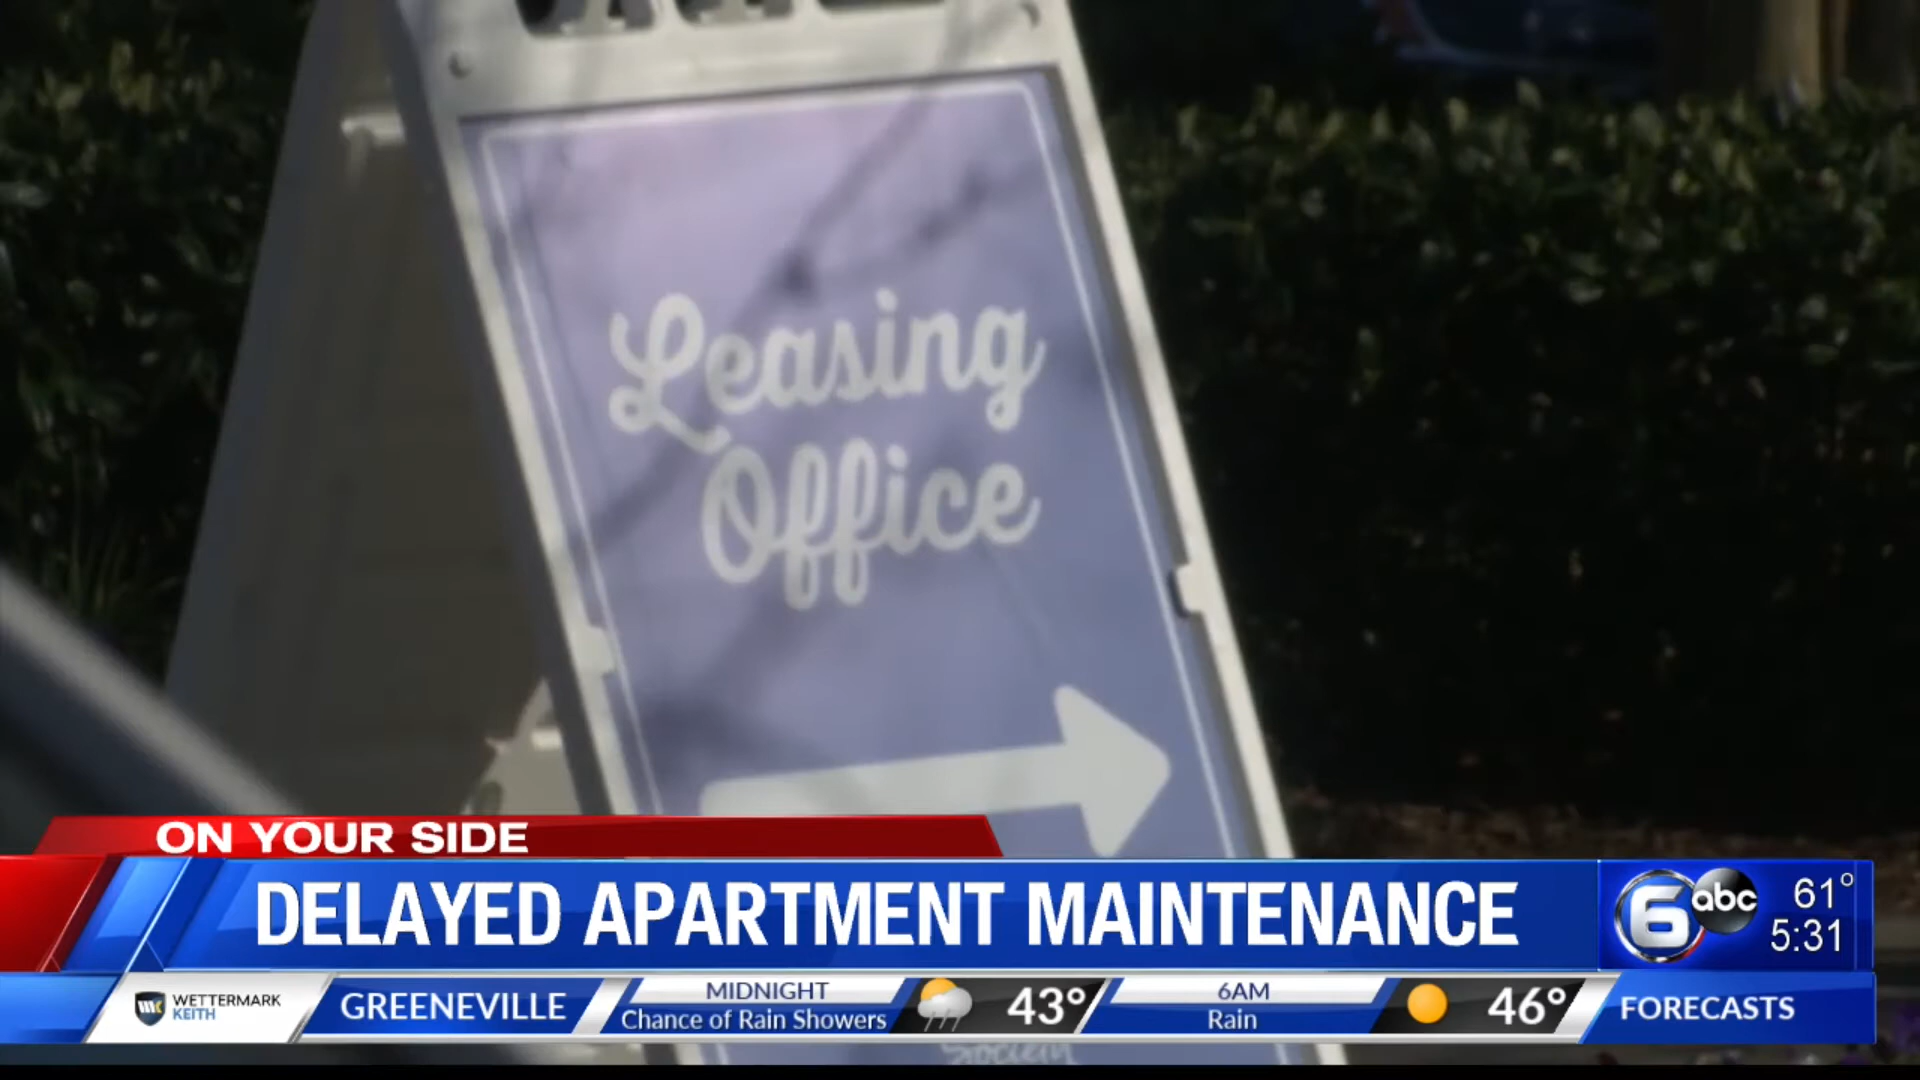 Leasing
Office
ON YOUR SIDE
DELAYED APARTMENT MAINTENANCE
6 abc
61°
5:31
WETTERMARK
KEITH
GREENEVILLE
MIDNIGHT
Chance of Rain Showers
43°
6AM
Rain
46°
FORECASTS
Society